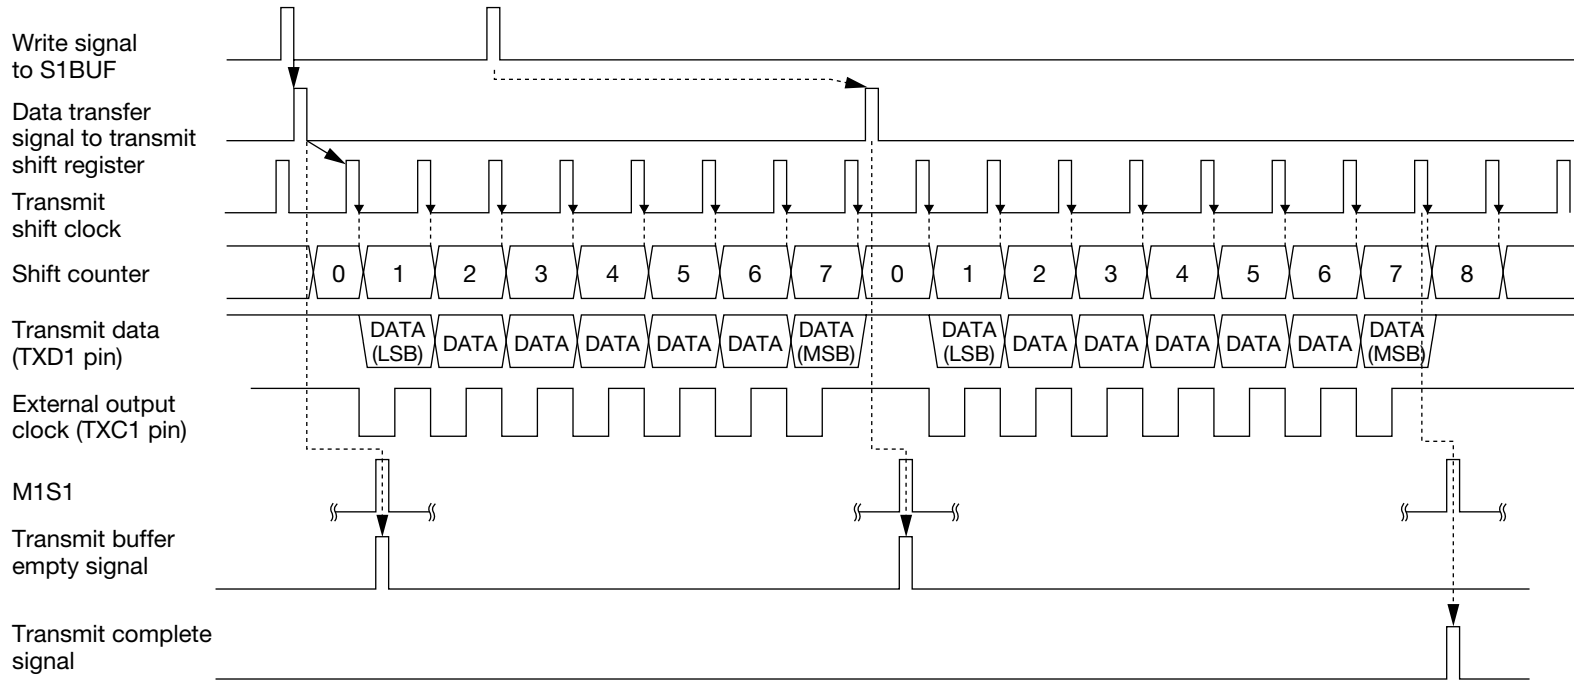 Write signal
to S1BUF
Data transfer
signal to transmit
shift register
Transmit
shift clock
Shift counter
0 1 2 3 4 5 6 7 0 1 2 3 4 5 6 7 8
Transmit data
(TXD1 pin)
DATA
(LSB)
DATA DATA DATA DATA DATA
DATA
(MSB)
DATA
(LSB)
DATA DATA DATA DATA DATA
DATA
(MSB)
External output
clock (TXC1 pin)
M1S1
Transmit buffer
empty signal
Transmit complete
signal